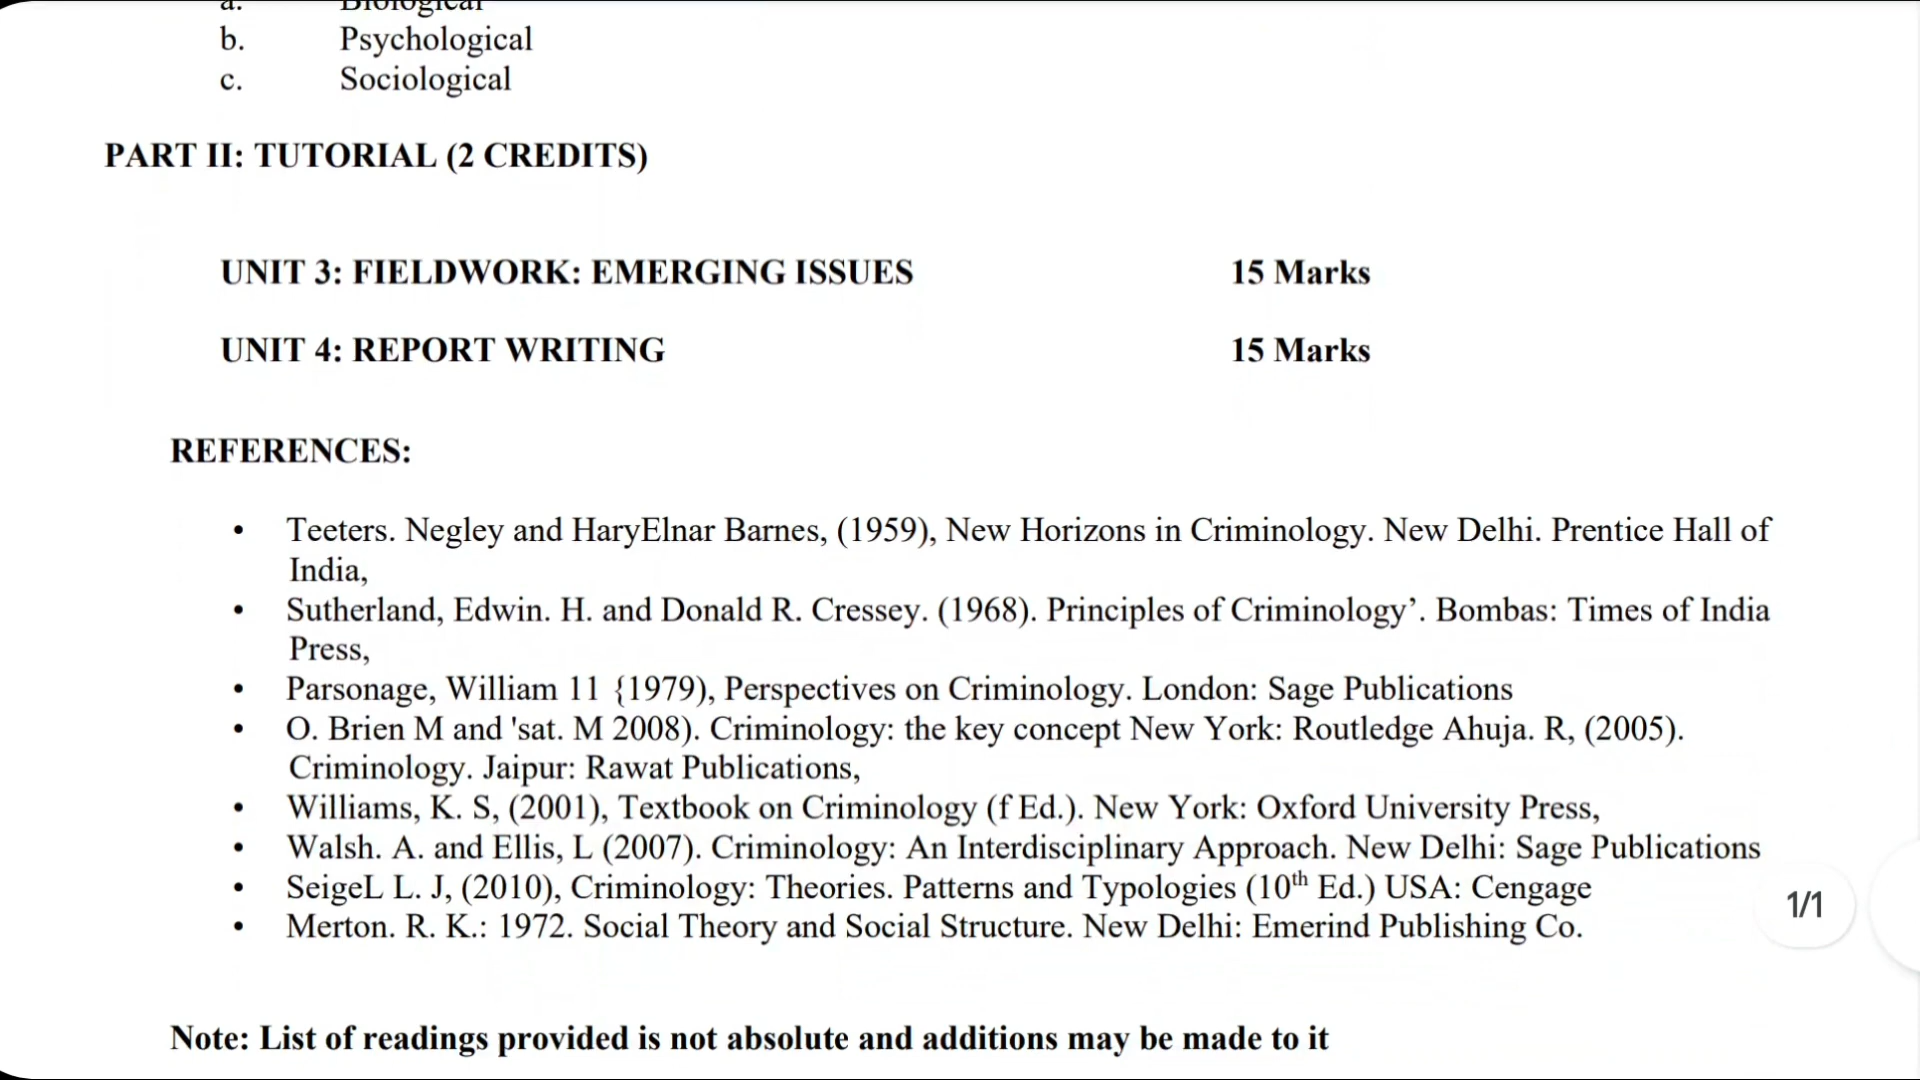 a. Biological
b. Psychological
c. Sociological
PART II: TUTORIAL (2 CREDITS)
UNIT 3: FIELDWORK: EMERGING ISSUES 15 Marks
UNIT 4: REPORT WRITING 15 Marks
REFERENCES:
• Teeters. Negley and HaryElnar Barnes, (1959), New Horizons in Criminology. New Delhi. Prentice Hall of
India,
• Sutherland, Edwin. H. and Donald R. Cressey. (1968). Principles of Criminology’. Bombas: Times of India
Press,
• Parsonage, William 11 {1979), Perspectives on Criminology. London: Sage Publications
• O. Brien M and 'sat. M 2008). Criminology: the key concept New York: Routledge Ahuja. R, (2005).
Criminology. Jaipur: Rawat Publications,
• Williams, K. S, (2001), Textbook on Criminology (f Ed.). New York: Oxford University Press,
• Walsh. A. and Ellis, L (2007). Criminology: An Interdisciplinary Approach. New Delhi: Sage Publications
• SeigeL L. J, (2010), Criminology: Theories. Patterns and Typologies (10th Ed.) USA: Cengage
• Merton. R. K.: 1972. Social Theory and Social Structure. New Delhi: Emerind Publishing Co.
1/1
Note: List of readings provided is not absolute and additions may be made to it